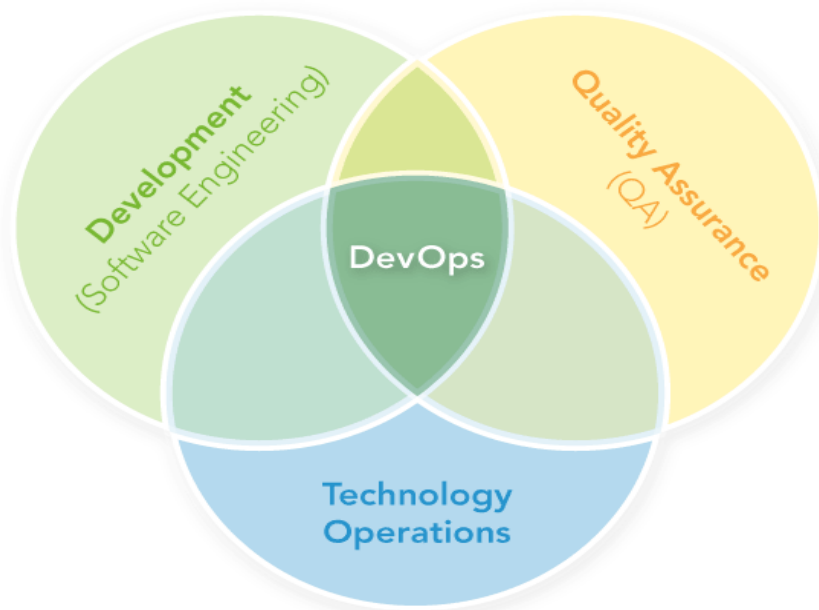 Development
(Software Engineering)
Quality Assurance
(QA)
DevOps
Technology
Operations